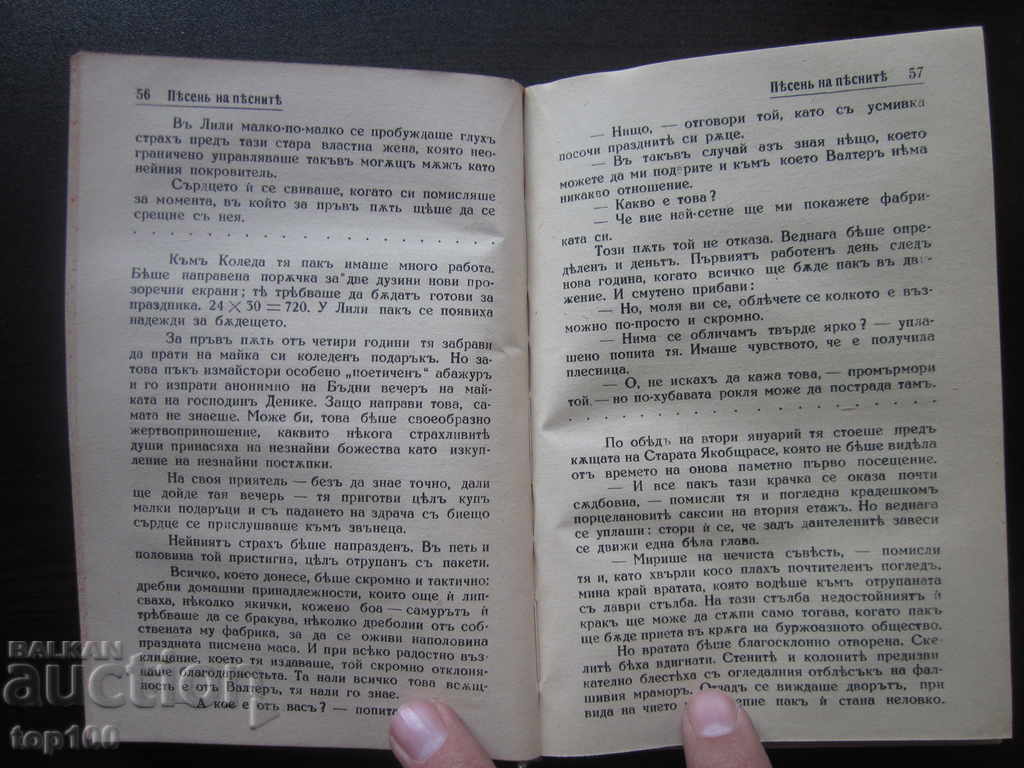 56 Пѣсень на пѣснитѣ
Въ Лили малко-по-малко се пробуждаше глухъ
страхъ предъ тази стара властна жена, която нео-
граничено управляваше такъвъ могѫщъ мѫжъ като
нейния покровитель.
Сърдцето ѝ се свиваше, когато си помисляше
за момента, въ който за пръвъ пѫть щѣше да се
срещне съ нея.
Къмъ Коледа тя пакъ имаше много работа.
Бѣше направена порѫчка за две дузини нови про-
зоречни екрани; тѣ трѣбваше да бѫдатъ готови за
праздника. 24 × 30 = 720. У Лили пакъ се появиха
надежди за бѫдещето.
За пръвъ пѫть отъ четири години тя забрави
да прати на майка си коледенъ подаръкъ. Но за-
това пъкъ измайстори особено „поетиченъ“ абажуръ
и го изпрати анонимно на Бъдни вечеръ на май-
ката на господинъ Денике. Защо направи това, са-
мата не знаеше. Може би, това бѣше своеобразно
жертвоприношение, каквито нѣкога страхливитѣ
души принасяха на незнайни божества като изку-
пление на незнайни постѫпки.
На своя приятель — безъ да знае точно, дали
ще дойде тая вечерь — тя приготви цѣлъ купъ
малки подаръци и съ падането на здрача съ биещо
сърдце се прислушваше къмъ звънеца.
Нейниятъ страхъ бѣше напразденъ. Въ петь и
половина той пристигна, цѣлъ отрупанъ съ пакети.
Всичко, което донесе, бѣше скромно и тактично:
дребни домашни принадлежности, които още ѝ лип-
сваха, нѣколко якички, кожено боа — самурътъ ѝ
трѣбваше да се бракува, нѣколко дреболии отъ соб-
ствената му фабрика, за да се оживи наполовина
праздната писмена маса. И при всѣко радостно въз-
клицание, което тя издаваше, той скромно отклоня-
ваше благодарностьта. Та нали всичко това всѫщ-
ность е отъ Валтеръ, тя нали го знае.
А кое е отъ васъ? — попита
Пѣсень на пѣснитѣ 57
— Нищо, — отговори той, като съ усмивка
посочи празднитѣ си рѫце.
— Въ такъвъ случай азъ зная нѣщо, което
можете да ми подарите и къмъ което Валтеръ нѣма
никакво отношение.
— Какво е това?
— Че вие най-сетне ще ми покажете фабри-
ката си.
Този пѫть той не отказа. Веднага бѣше опре-
дѣленъ и деньтъ. Първиятъ работенъ день следъ
нова година, когато всичко ще бѫде пакъ въ дви-
жение. И смутено прибави:
— Но, моля ви се, облѣчете се колкото е въз-
можно по-просто и скромно.
— Нима се обличамъ твърде ярко? — упла-
шено попита тя. Имаше чувството, че е получила
плесница.
— О, не искахъ да кажа това, — промърмори
той, — но по-хубавата рокля може да пострада тамъ.
По обѣдъ на втори януарий тя стоеше предъ
кѫщата на Старата Якобщрасе, която не бѣше видѣла
отъ времето на онова паметно първо посещение.
— И все пакъ тази крачка се оказа почти
сѫдбовна, — помисли тя и погледна крадешкомъ
порцелановитѣ саксии на втория етажъ. Но веднага
се уплаши: стори ѝ се, че задъ дантеленитѣ завеси
се движи една бѣла глава.
— Мирише на нечиста съвѣсть, — помисли
тя и, като хвърли косо плахъ почтителенъ погледъ,
мина край вратата, която водѣше къмъ отрупаната
съ лаври стълба. На тази стълба недостойниятъ ѝ
кракъ ще може да стѫпи само тогава, когато пакъ
ще бѫде приета въ крѫга на буржоазното общество.
Но вратата бѣше благосклонно отворена. Ске-
литѣ бѣха вдигнати. Стенитѣ и колонитѣ предизви
кателно блестѣха съ огледалния отблѣсъкъ на фал-
шивия мраморъ. Отзадъ се виждаше дворътъ, при
вида на чието пакъ ѝ стана неловко.
BALKAN
auction
top100